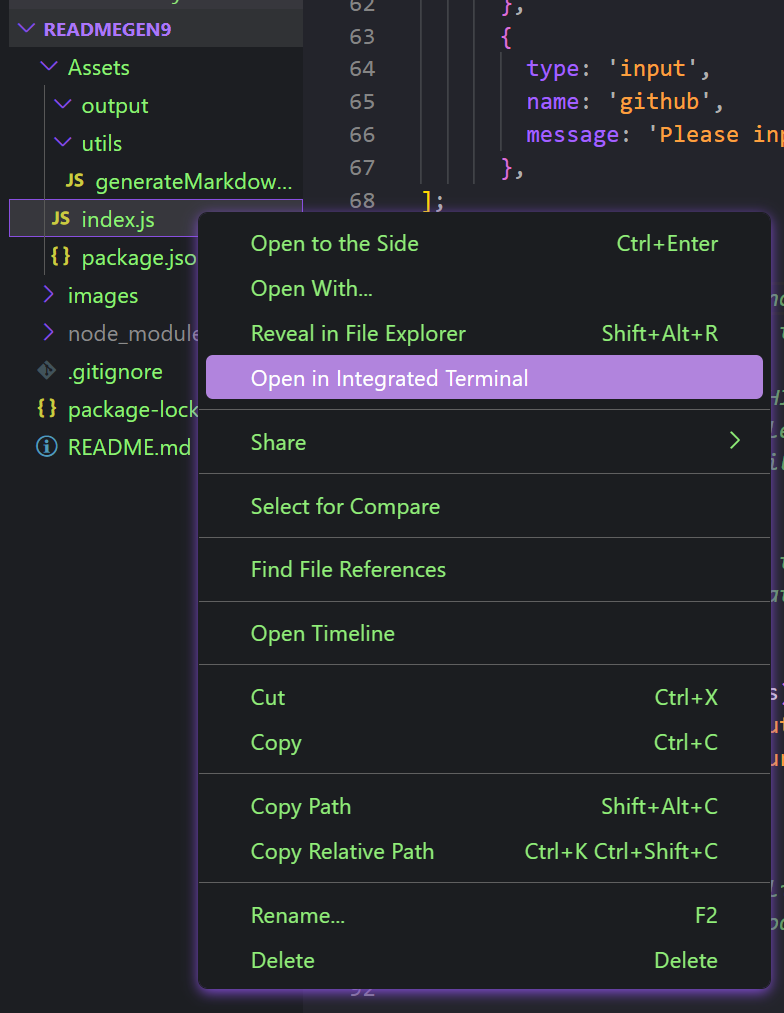 READMEGEN9
Assets
output
utils
JS generateMarkdow...
JS index.js
{} package.jso
images
node_module
.gitignore
{} package-lock
README.md
62 },
63 {
64 type: 'input',
65 name: 'github',
66 message: 'Please inp
67 },
68 ];
Open to the Side Ctrl+Enter
Open With...
Reveal in File Explorer Shift+Alt+R
Open in Integrated Terminal
Share
Select for Compare
Find File References
Open Timeline
Cut Ctrl+X
Copy Ctrl+C
Copy Path Shift+Alt+C
Copy Relative Path Ctrl+K Ctrl+Shift+C
Rename... F2
Delete Delete